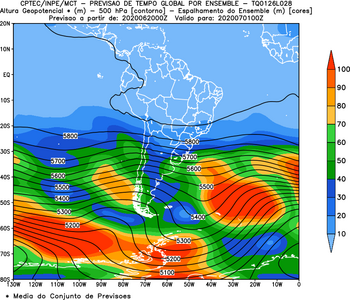 CPTEC/INPE/MCT - PREVISAO DE TEMPO GLOBAL POR ENSEMBLE - TQ0126L028
Altura Geopotencial * (m) - 500 hPa [contorno] - Espalhamento do Ensemble (m) [cores]
Previsao a partir de: 2020062000Z Valido para: 2020070100Z
20N
10N
EQ
10S
20S
30S
40S
50S
60S
70S
80S
130W 120W 110W 100W 90W 80W 70W 60W 50W 40W 30W 20W 10W 0
5800
5800
5700
5700
5600
5600
5500
5500
5400
5400
5300
5300
5200
5200
5100
100
90
80
70
60
50
40
30
20
10
* Media do Conjunto de Previsoes